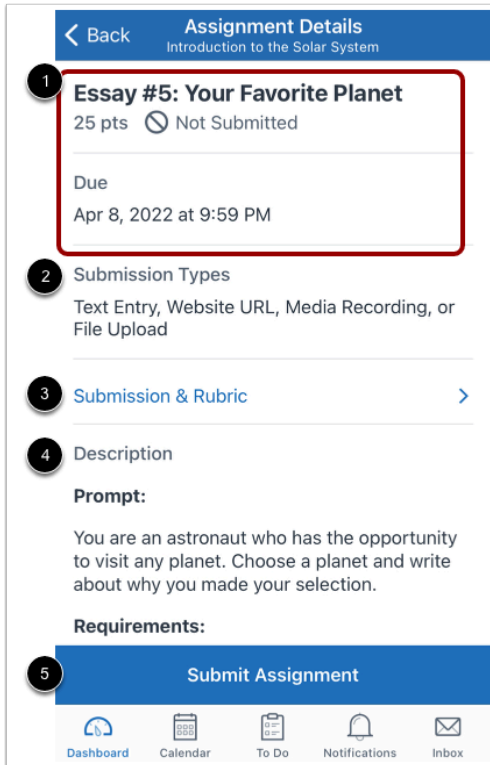 Back
Assignment Details
Introduction to the Solar System
1
Essay #5: Your Favorite Planet
25 pts Not Submitted
Due
Apr 8, 2022 at 9:59 PM
2
Submission Types
Text Entry, Website URL, Media Recording, or
File Upload
3
Submission & Rubric
4
Description
Prompt:
You are an astronaut who has the opportunity
to visit any planet. Choose a planet and write
about why you made your selection.
Requirements:
5
Submit Assignment
Dashboard Calendar To Do Notifications Inbox